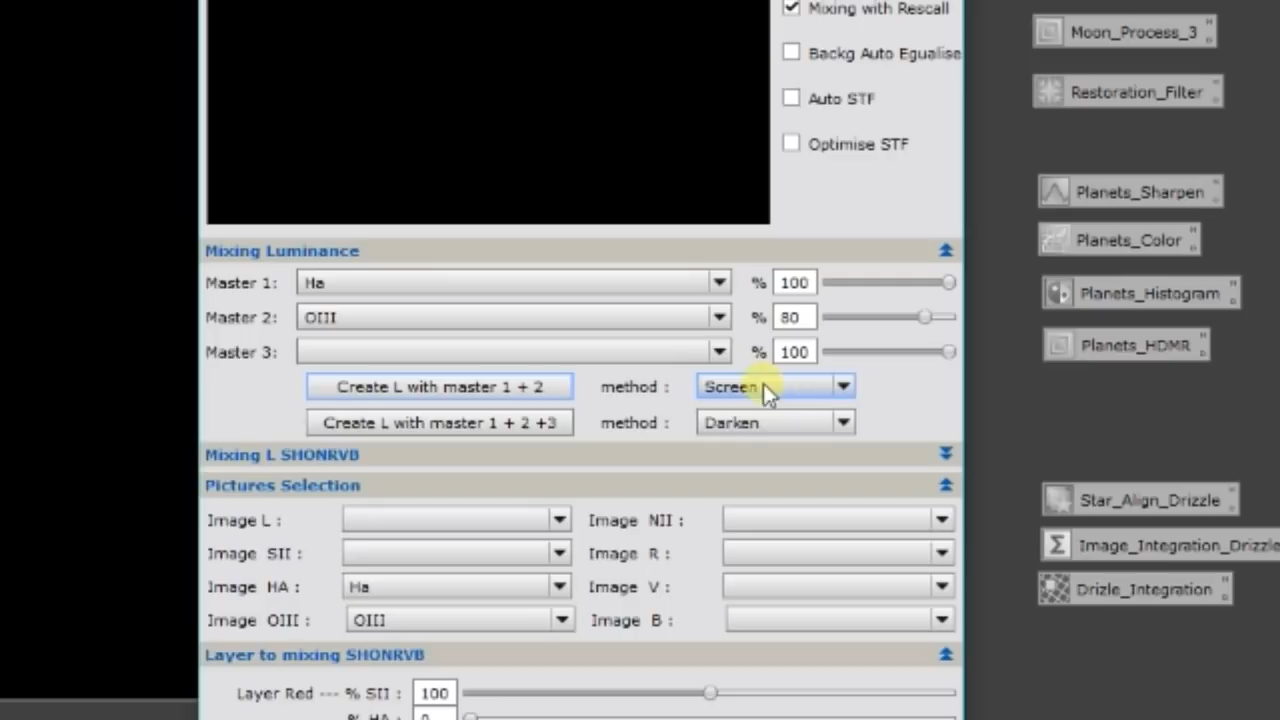 Mixing with Rescall
Backg Auto Egualise
Auto STF
Optimise STF
Mixing Luminance
Master 1: Ha % 100
Master 2: OIII % 80
Master 3: % 100
Create L with master 1 + 2 method : Screen
Create L with master 1 + 2 +3 method : Darken
Mixing L SHONRVB
Pictures Selection
Image L : Image NII :
Image SII : Image R :
Image HA : Ha Image V :
Image OIII : OIII Image B :
Layer to mixing SHONRVB
Layer Red --- % SII : 100
% HA : 0
Moon_Process_3
Restoration_Filter
Planets_Sharpen
Planets_Color
Planets_Histogram
Planets_HDMR
Star_Align_Drizzle
Image_Integration_Drizzle
Drizle_Integration